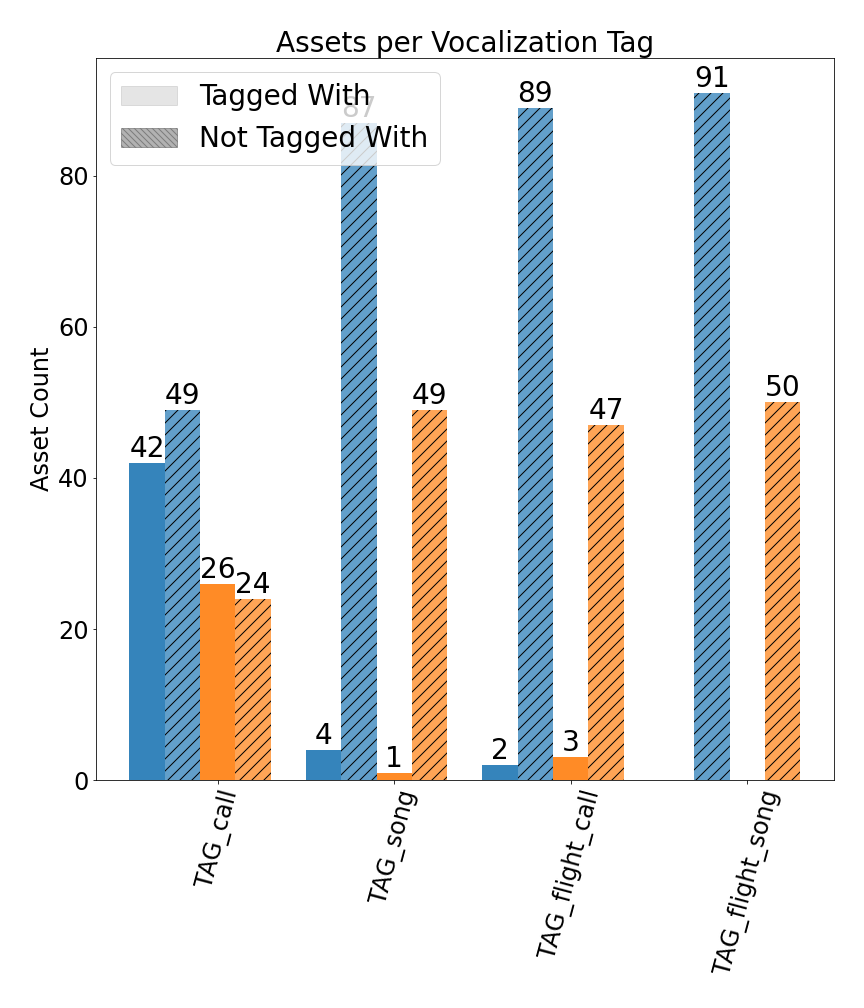 Assets per Vocalization Tag
Tagged With
Not Tagged With
Asset Count
80
60
40
20
0
42
49
26
24
4
87
1
49
2
89
3
47
91
50
TAG_call
TAG_song
TAG_flight_call
TAG_flight_song